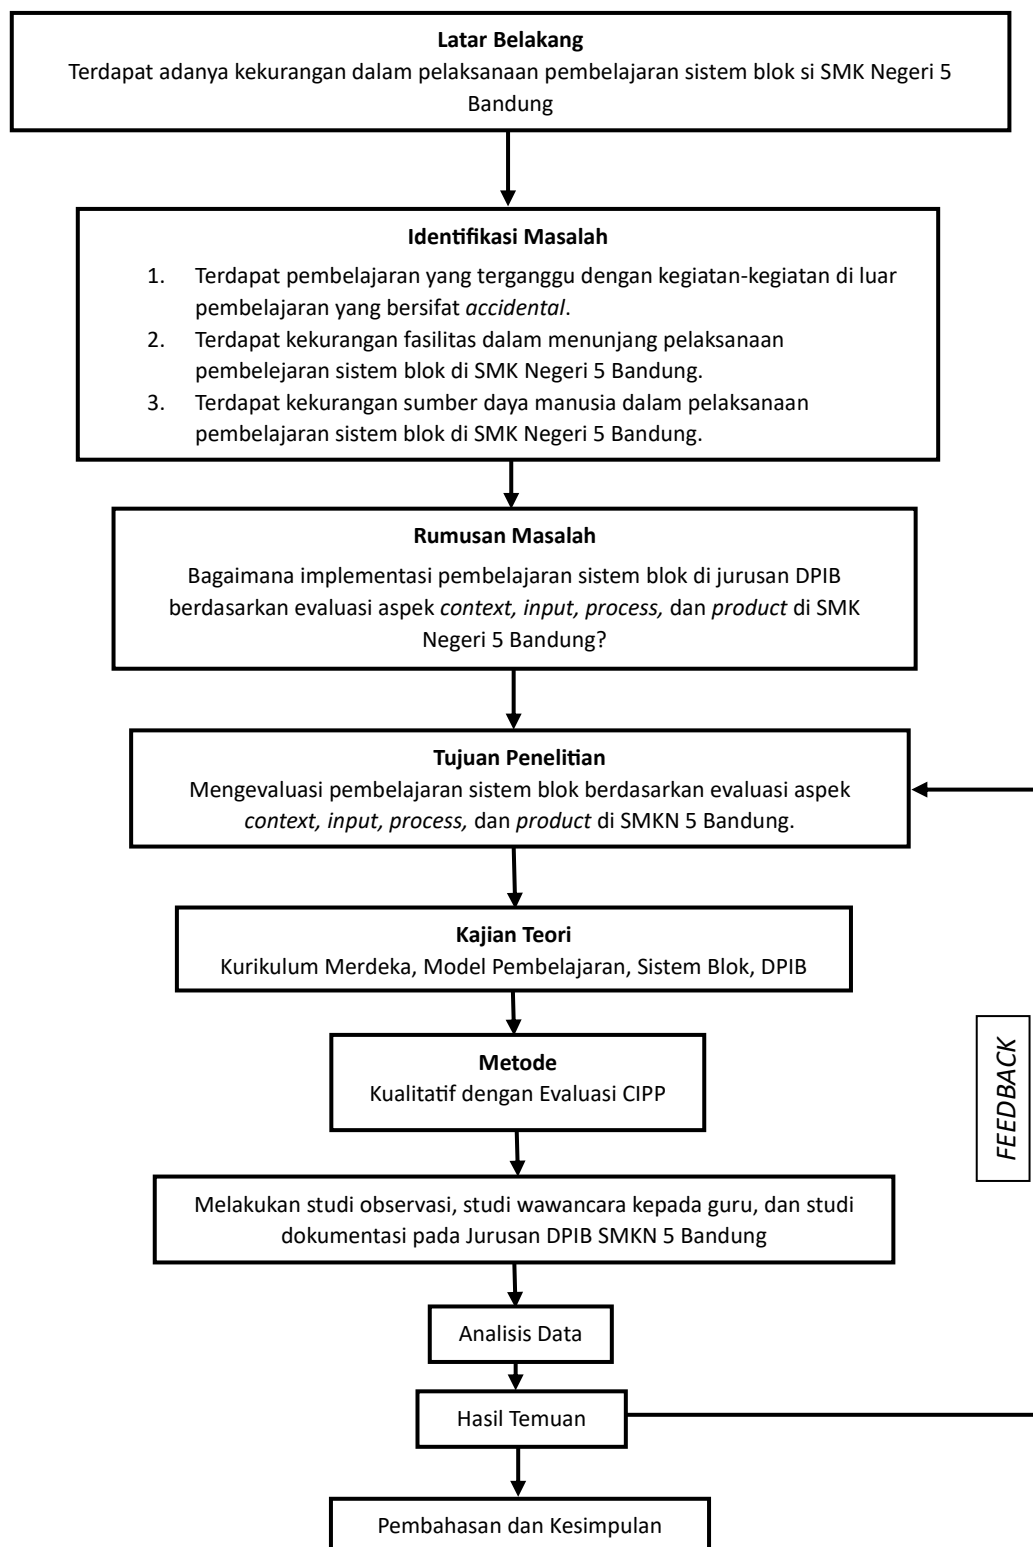 Latar Belakang
Terdapat adanya kekurangan dalam pelaksanaan pembelajaran sistem blok si SMK Negeri 5
Bandung
Identifikasi Masalah
1. Terdapat pembelajaran yang terganggu dengan kegiatan-kegiatan di luar
pembelajaran yang bersifat accidental.
2. Terdapat kekurangan fasilitas dalam menunjang pelaksanaan
pembelejaran sistem blok di SMK Negeri 5 Bandung.
3. Terdapat kekurangan sumber daya manusia dalam pelaksanaan
pembelajaran sistem blok di SMK Negeri 5 Bandung.
Rumusan Masalah
Bagaimana implementasi pembelajaran sistem blok di jurusan DPIB
berdasarkan evaluasi aspek context, input, process, dan product di SMK
Negeri 5 Bandung?
Tujuan Penelitian
Mengevaluasi pembelajaran sistem blok berdasarkan evaluasi aspek
context, input, process, dan product di SMKN 5 Bandung.
Kajian Teori
Kurikulum Merdeka, Model Pembelajaran, Sistem Blok, DPIB
Metode
Kualitatif dengan Evaluasi CIPP
FEEDBACK
Melakukan studi observasi, studi wawancara kepada guru, dan studi
dokumentasi pada Jurusan DPIB SMKN 5 Bandung
Analisis Data
Hasil Temuan
Pembahasan dan Kesimpulan